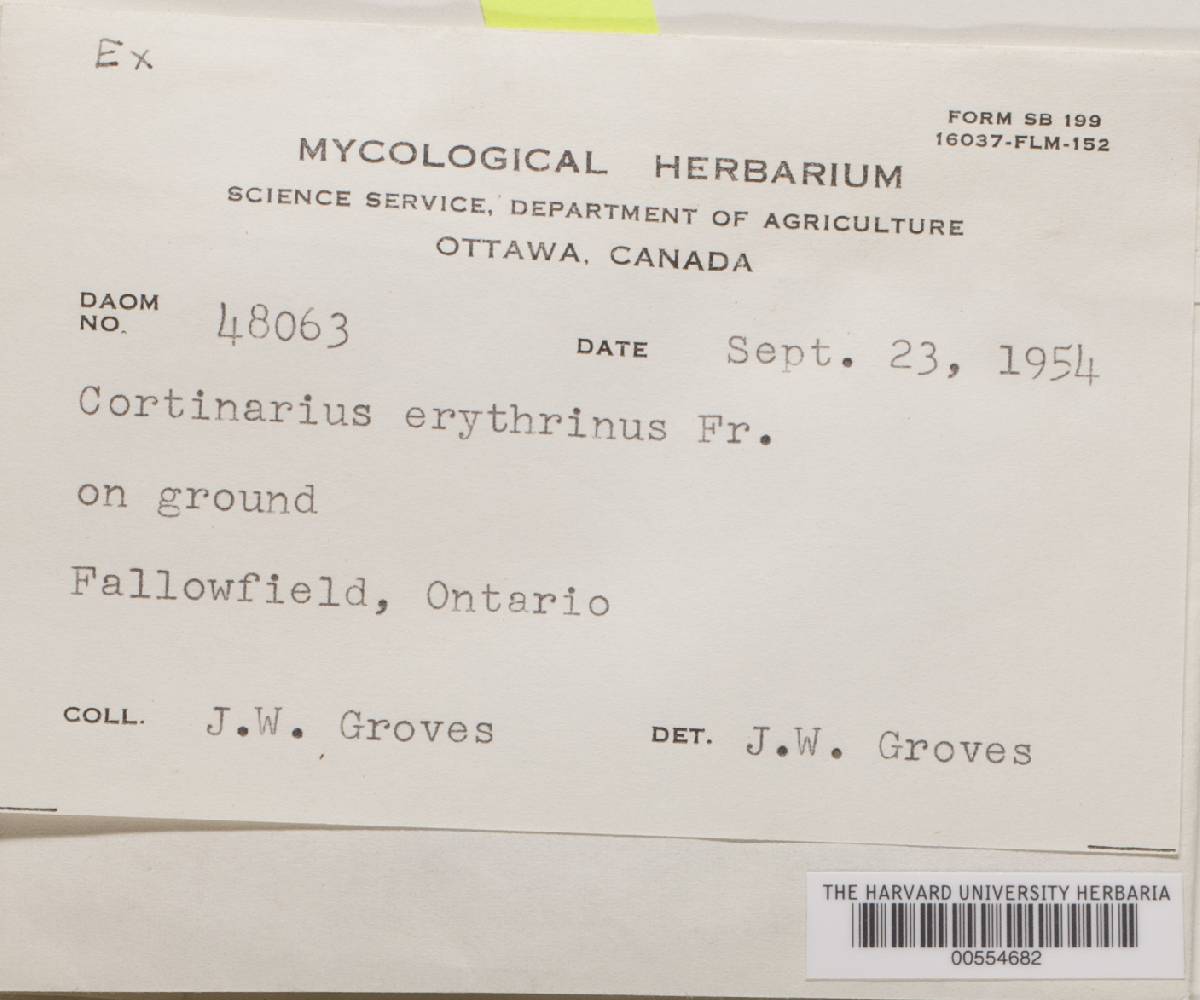 Ex
FORM SB 199
16037-FLM-152
MYCOLOGICAL HERBARIUM
SCIENCE SERVICE, DEPARTMENT OF AGRICULTURE
OTTAWA, CANADA
DAOM NO. 48063 DATE Sept. 23, 1954
Cortinarius erythrinus Fr.
on ground
Fallowfield, Ontario
COLL. J.W. Groves DET. J.W. Groves
THE HARVARD UNIVERSITY HERBARIA
00554682